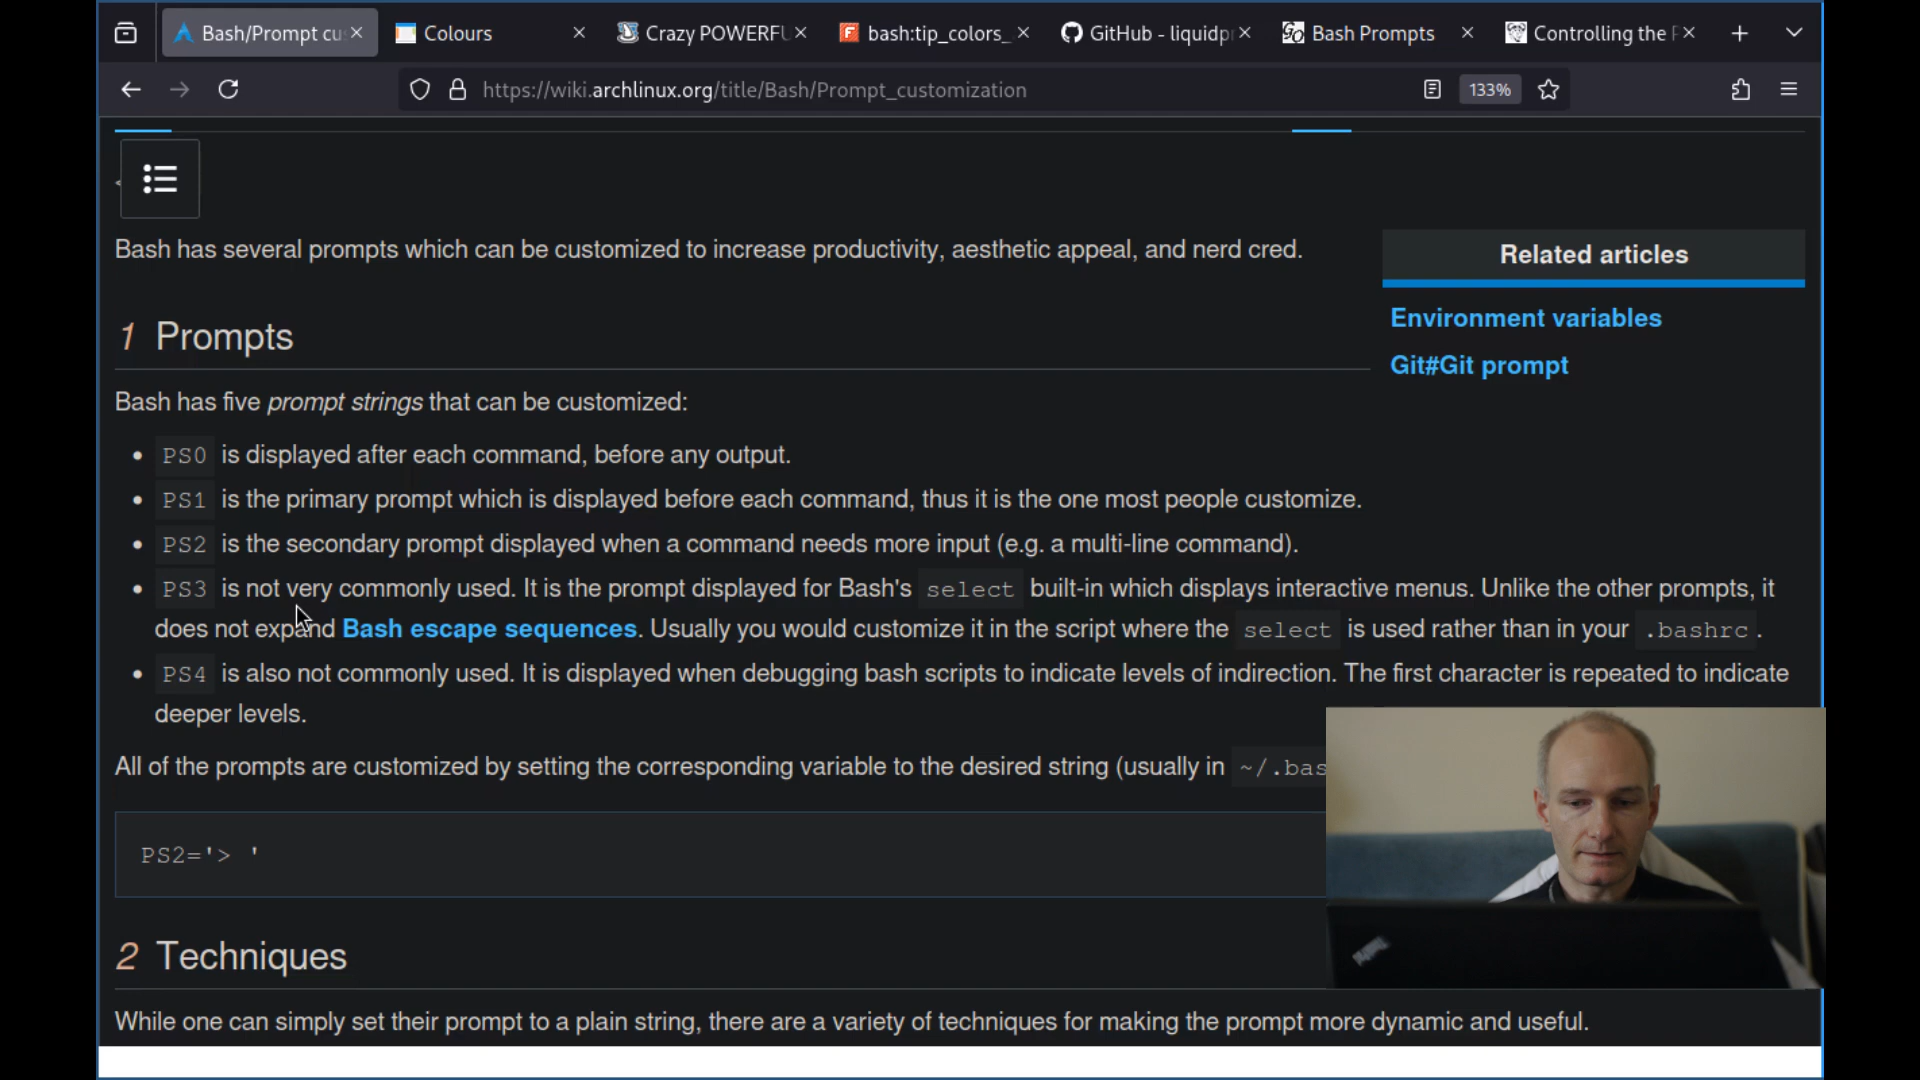 Bash/Prompt cu
Colours
Crazy POWERFU
bash:tip_colors_
GitHub - liquidp
Bash Prompts
Controlling the
https://wiki.archlinux.org/title/Bash/Prompt_customization
133%
Bash has several prompts which can be customized to increase productivity, aesthetic appeal, and nerd cred.
Related articles
Environment variables
Git#Git prompt
1 Prompts
Bash has five prompt strings that can be customized:
• PS0 is displayed after each command, before any output.
• PS1 is the primary prompt which is displayed before each command, thus it is the one most people customize.
• PS2 is the secondary prompt displayed when a command needs more input (e.g. a multi-line command).
• PS3 is not very commonly used. It is the prompt displayed for Bash's select built-in which displays interactive menus. Unlike the other prompts, it
does not expand Bash escape sequences. Usually you would customize it in the script where the select is used rather than in your .bashrc.
• PS4 is also not commonly used. It is displayed when debugging bash scripts to indicate levels of indirection. The first character is repeated to indicate
deeper levels.
All of the prompts are customized by setting the corresponding variable to the desired string (usually in ~/.bas
PS2='> '
2 Techniques
While one can simply set their prompt to a plain string, there are a variety of techniques for making the prompt more dynamic and useful.